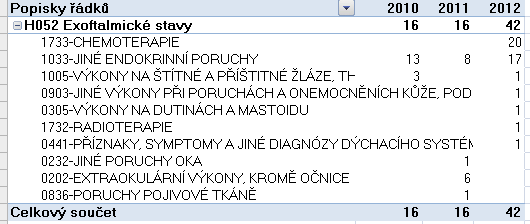 Popisky řádků 2010 2011 2012
H052 Exoftalmické stavy 16 16 42
1733-CHEMOTERAPIE 20
1033-JINÉ ENDOKRINNÍ PORUCHY 13 8 17
1005-VÝKONY NA ŠTÍTNÉ A PŘÍŠTITNÉ ŽLÁZE, TH 3 1
0903-JINÉ VÝKONY PŘI PORUCHÁCH A ONEMOCNĚNÍCH KŮŽE, POD 1
0305-VÝKONY NA DUTINÁCH A MASTOIDU 1
1732-RADIOTERAPIE 1
0441-PŘÍZNAKY, SYMPTOMY A JINÉ DIAGNÓZY DÝCHACÍHO SYSTÉM 1
0232-JINÉ PORUCHY OKA 1
0202-EXTRAOKULÁRNÍ VÝKONY, KROMĚ OČNICE 6
0836-PORUCHY POJIVOVÉ TKÁNĚ 1
Celkový součet 16 16 42